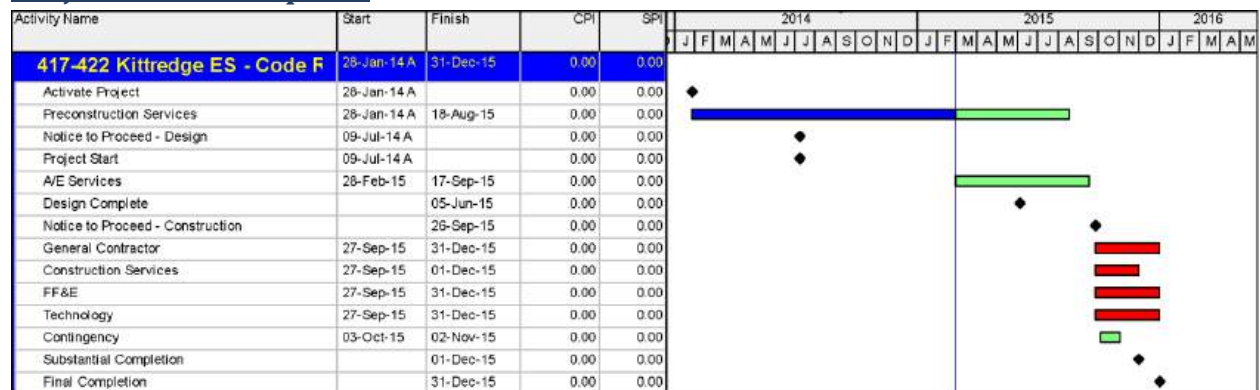 Activity Name Start Finish CPI SPI 2014 2015 2016
J F M A M J J A S O N D J F M A M J J A S O N D J F M A M
417-422 Kittredge ES - Code R 28-Jan-14 A 31-Dec-15 0.00 0.00
Activate Project 28-Jan-14 A 0.00 0.00
Preconstruction Services 28-Jan-14 A 18-Aug-15 0.00 0.00
Notice to Proceed - Design 09-Jul-14 A 0.00 0.00
Project Start 09-Jul-14 A 0.00 0.00
A/E Services 28-Feb-15 17-Sep-15 0.00 0.00
Design Complete 05-Jun-15 0.00 0.00
Notice to Proceed - Construction 26-Sep-15 0.00 0.00
General Contractor 27-Sep-15 31-Dec-15 0.00 0.00
Construction Services 27-Sep-15 01-Dec-15 0.00 0.00
FF&E 27-Sep-15 31-Dec-15 0.00 0.00
Technology 27-Sep-15 31-Dec-15 0.00 0.00
Contingency 03-Oct-15 02-Nov-15 0.00 0.00
Substantial Completion 01-Dec-15 0.00 0.00
Final Completion 31-Dec-15 0.00 0.00